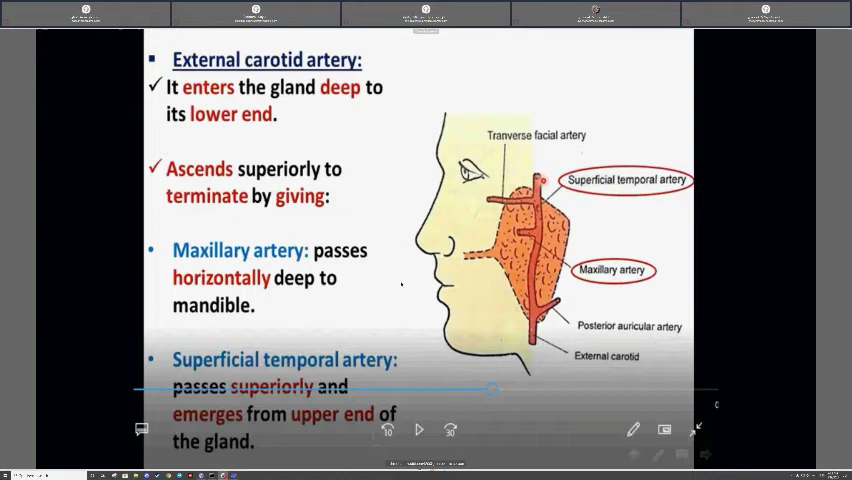 External carotid artery:
It enters the gland deep to
its lower end.
Ascends superiorly to
terminate by giving:
Maxillary artery: passes
horizontally deep to
mandible.
Superficial temporal artery:
passes superiorly and
emerges from upper end of
the gland.
Tranverse facial artery
Superficial temporal artery
Maxillary artery
Posterior auricular artery
External carotid
10
30